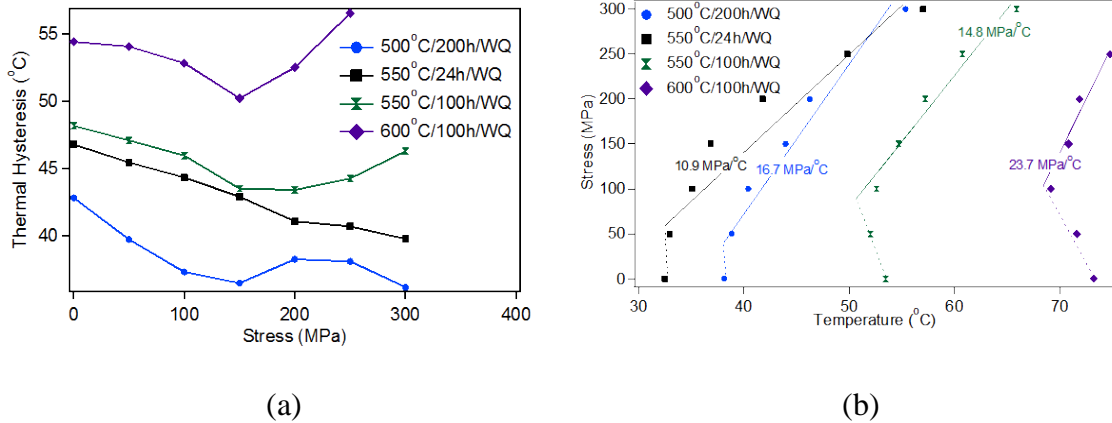 55
50
45
40
Thermal Hysteresis (°C)
500°C/200h/WQ
550°C/24h/WQ
550°C/100h/WQ
600°C/100h/WQ
0 100 200 300 400
Stress (MPa)
(a)
300
250
200
150
100
50
0
Stress (MPa)
500°C/200h/WQ
550°C/24h/WQ
550°C/100h/WQ
600°C/100h/WQ
14.8 MPa/°C
10.9 MPa/°C
16.7 MPa/°C
23.7 MPa/°C
30 40 50 60 70
Temperature (°C)
(b)